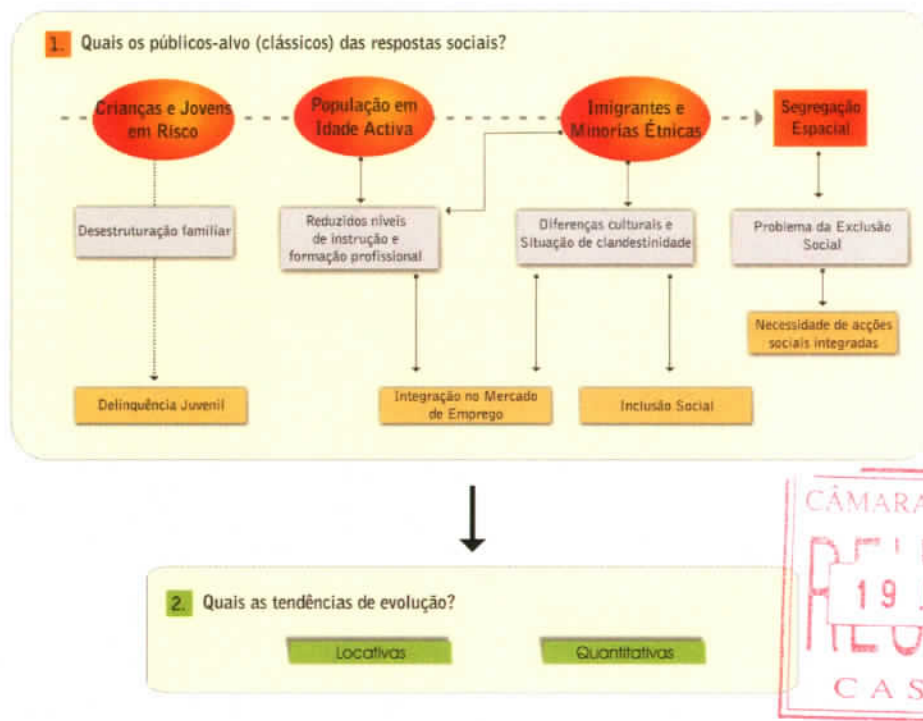 1. Quais os públicos-alvo (clássicos) das respostas sociais?
Crianças e Jovens
em Risco
População em
Idade Activa
Imigrantes e
Minorias Étnicas
Segregação
Espacial
Desestruturação familiar
Reduzidos níveis
de instrução e
formação profissional
Diferenças culturais e
Situação de clandestinidade
Problema da Exclusão
Social
Necessidade de acções
sociais integradas
Delinquência Juvenil
Integração no Mercado
de Emprego
Inclusão Social
CÂMARA
19
CAS
2. Quais as tendências de evolução?
Locativas
Quantitativas